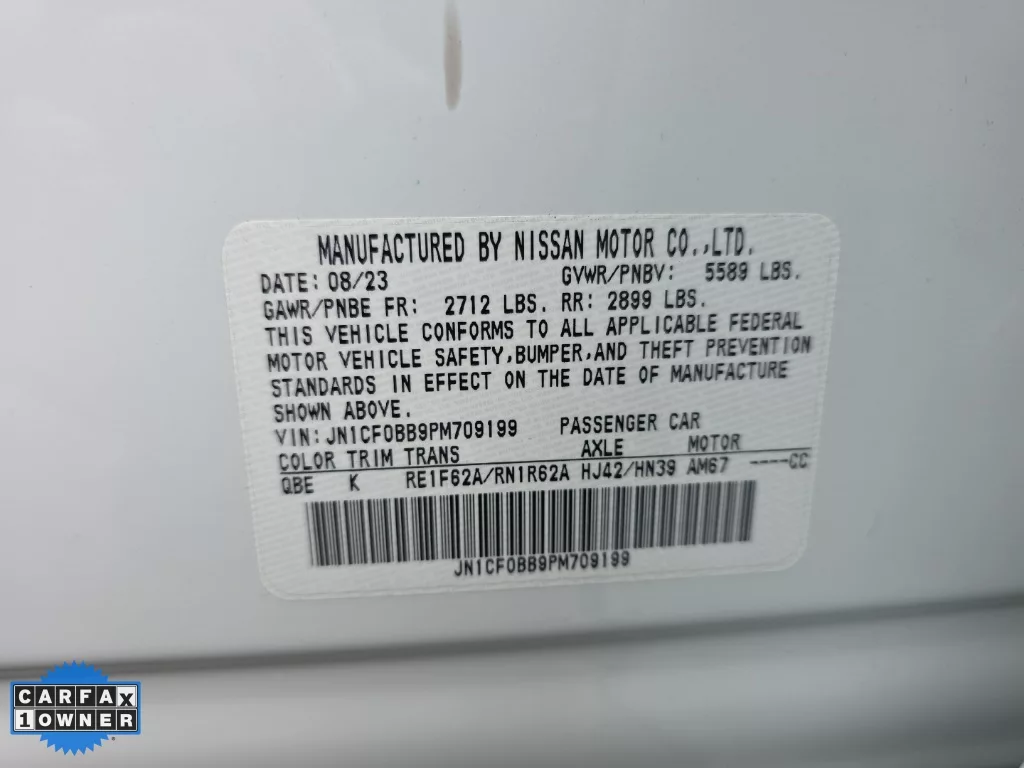 MANUFACTURED BY NISSAN MOTOR CO.,LTD.
DATE: 08/23 GVWR/PNBV: 5589 LBS.
GAWR/PNBE FR: 2712 LBS. RR: 2899 LBS.
THIS VEHICLE CONFORMS TO ALL APPLICABLE FEDERAL
MOTOR VEHICLE SAFETY,BUMPER,AND THEFT PREVENTION
STANDARDS IN EFFECT ON THE DATE OF MANUFACTURE
SHOWN ABOVE.
VIN:JN1CF0BB9PM709199 PASSENGER CAR
COLOR TRIM TRANS AXLE MOTOR
QBE K RE1F62A/RN1R62A HJ42/HN39 AM67 ----CC
JN1CF0BB9PM709199
CARFAX
1 OWNER